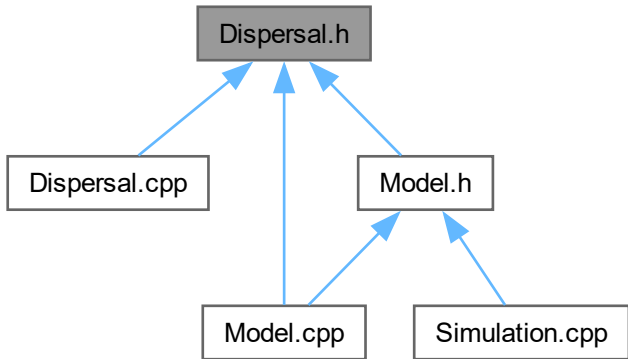 Dispersal.h
Dispersal.cpp
Model.h
Model.cpp
Simulation.cpp